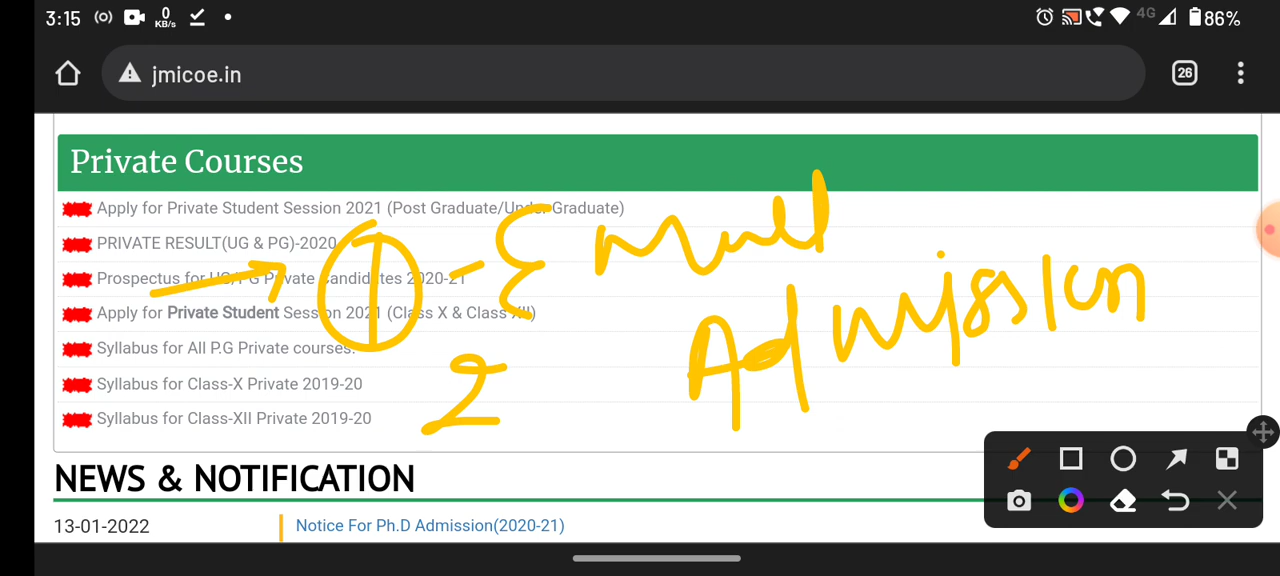 3:15 0 KB/s 4G 86%
jmicoe.in 26
Private Courses
Apply for Private Student Session 2021 (Post Graduate/Under Graduate)
PRIVATE RESULT(UG & PG)-2020
Prospectus for UG/PG Private Candidates 2020-21
Apply for Private Student Session 2021 (Class X & Class XII)
Syllabus for All P.G Private courses.
Syllabus for Class-X Private 2019-20
Syllabus for Class-XII Private 2019-20
1 -
2
Admission
NEWS & NOTIFICATION
13-01-2022 Notice For Ph.D Admission(2020-21)